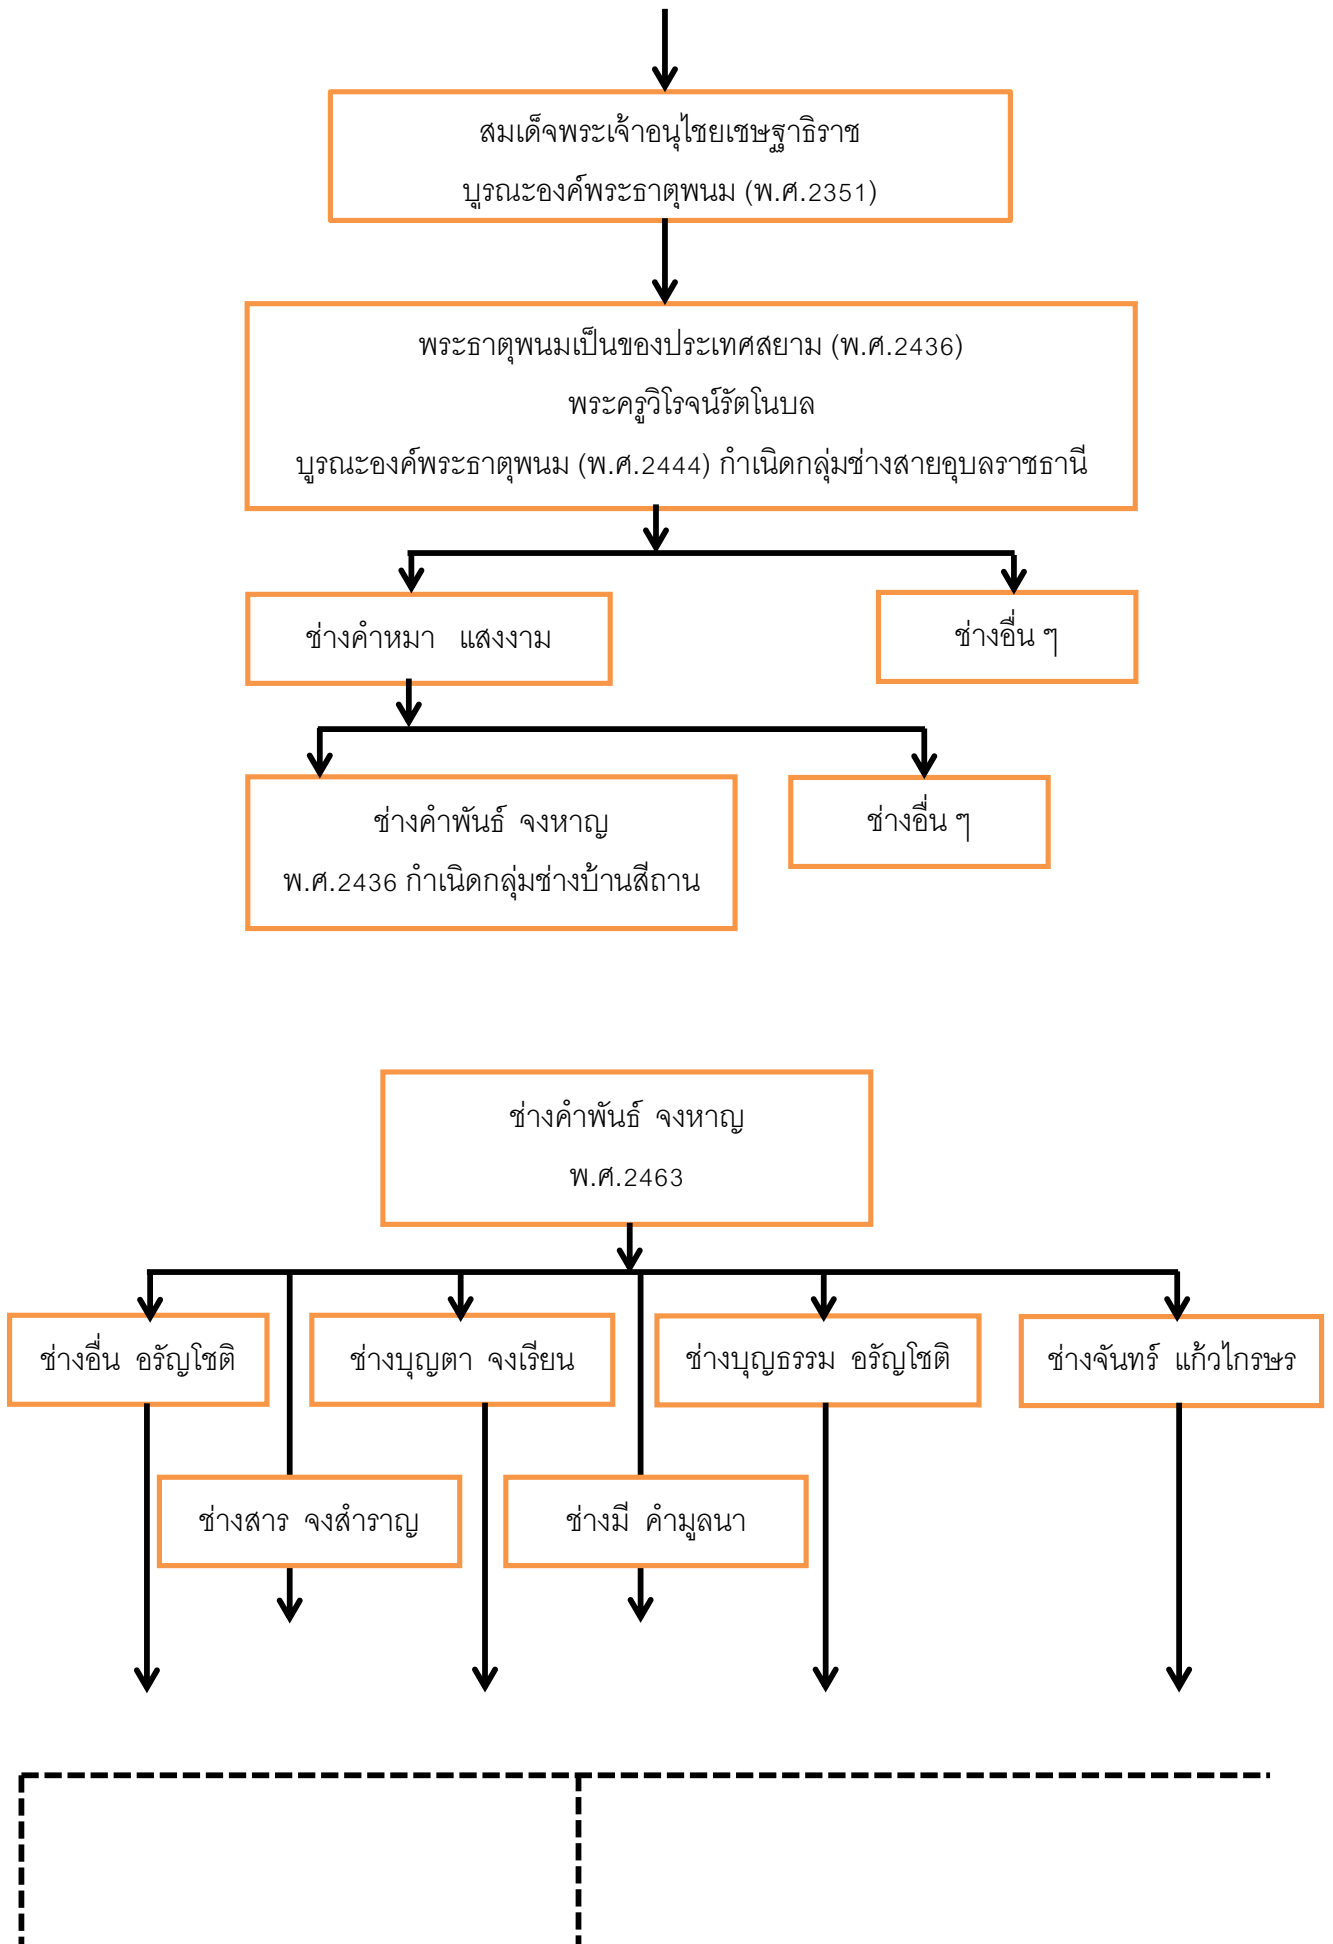 สมเด็จพระเจ้าอนุไชยเชษฐาธิราช
บูรณะองค์พระธาตุพนม (พ.ศ.2351)
พระธาตุพนมเป็นของประเทศสยาม (พ.ศ.2436)
พระครูวิโรจน์รัตโนบล
บูรณะองค์พระธาตุพนม (พ.ศ.2444) กำเนิดกลุ่มช่างสายอุบลราชธานี
ช่างคำหมา แสงงาม
ช่างอื่น ๆ
ช่างคำพันธ์ จงหาญ
พ.ศ.2436 กำเนิดกลุ่มช่างบ้านสีถาน
ช่างอื่น ๆ
ช่างคำพันธ์ จงหาญ
พ.ศ.2463
ช่างอื่น อรัญโชติ
ช่างบุญตา จงเรียน
ช่างบุญธรรม อรัญโชติ
ช่างจันทร์ แก้วไกรษร
ช่างสาร จงสำราญ
ช่างมี คำมูลนา